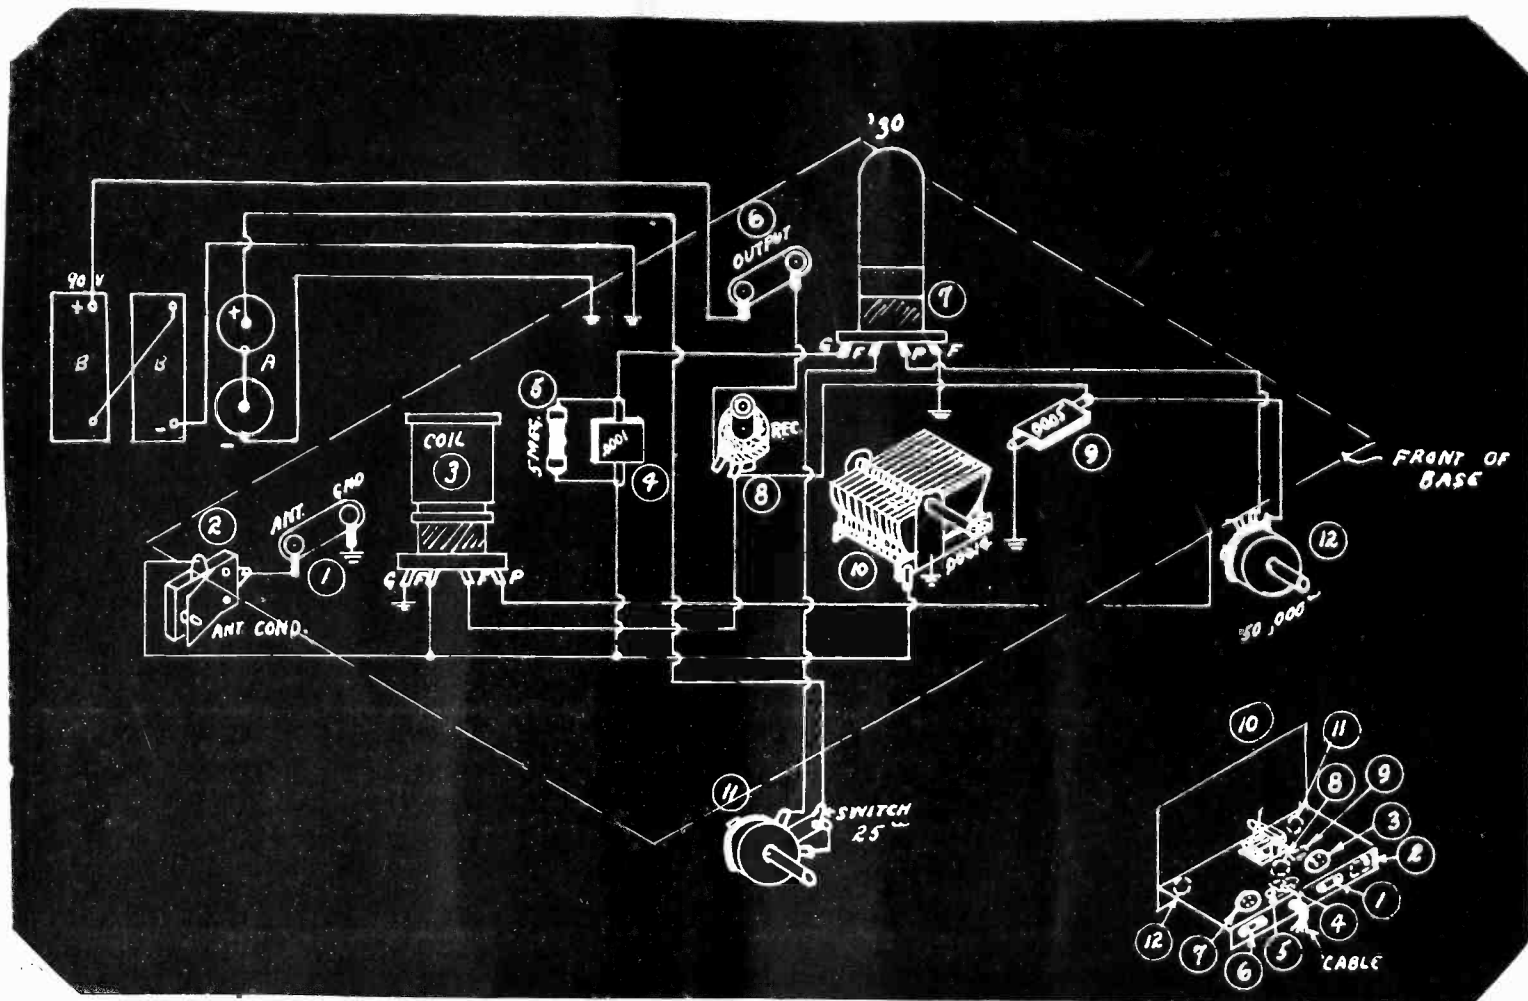 '30
6
OUTPUT
90 V
+
B
B
-
+
A
-
7
G F P F
5
5 MEG.
.0001
4
COIL
3
REC.
8
.0005
9
FRONT OF
BASE
2
ANT.
GND
1
ANT COND.
G F F P
10
.00014
12
50,000 ~
11
SWITCH
25 ~
10
11
8
9
3
2
1
4
5
6
7
12
CABLE